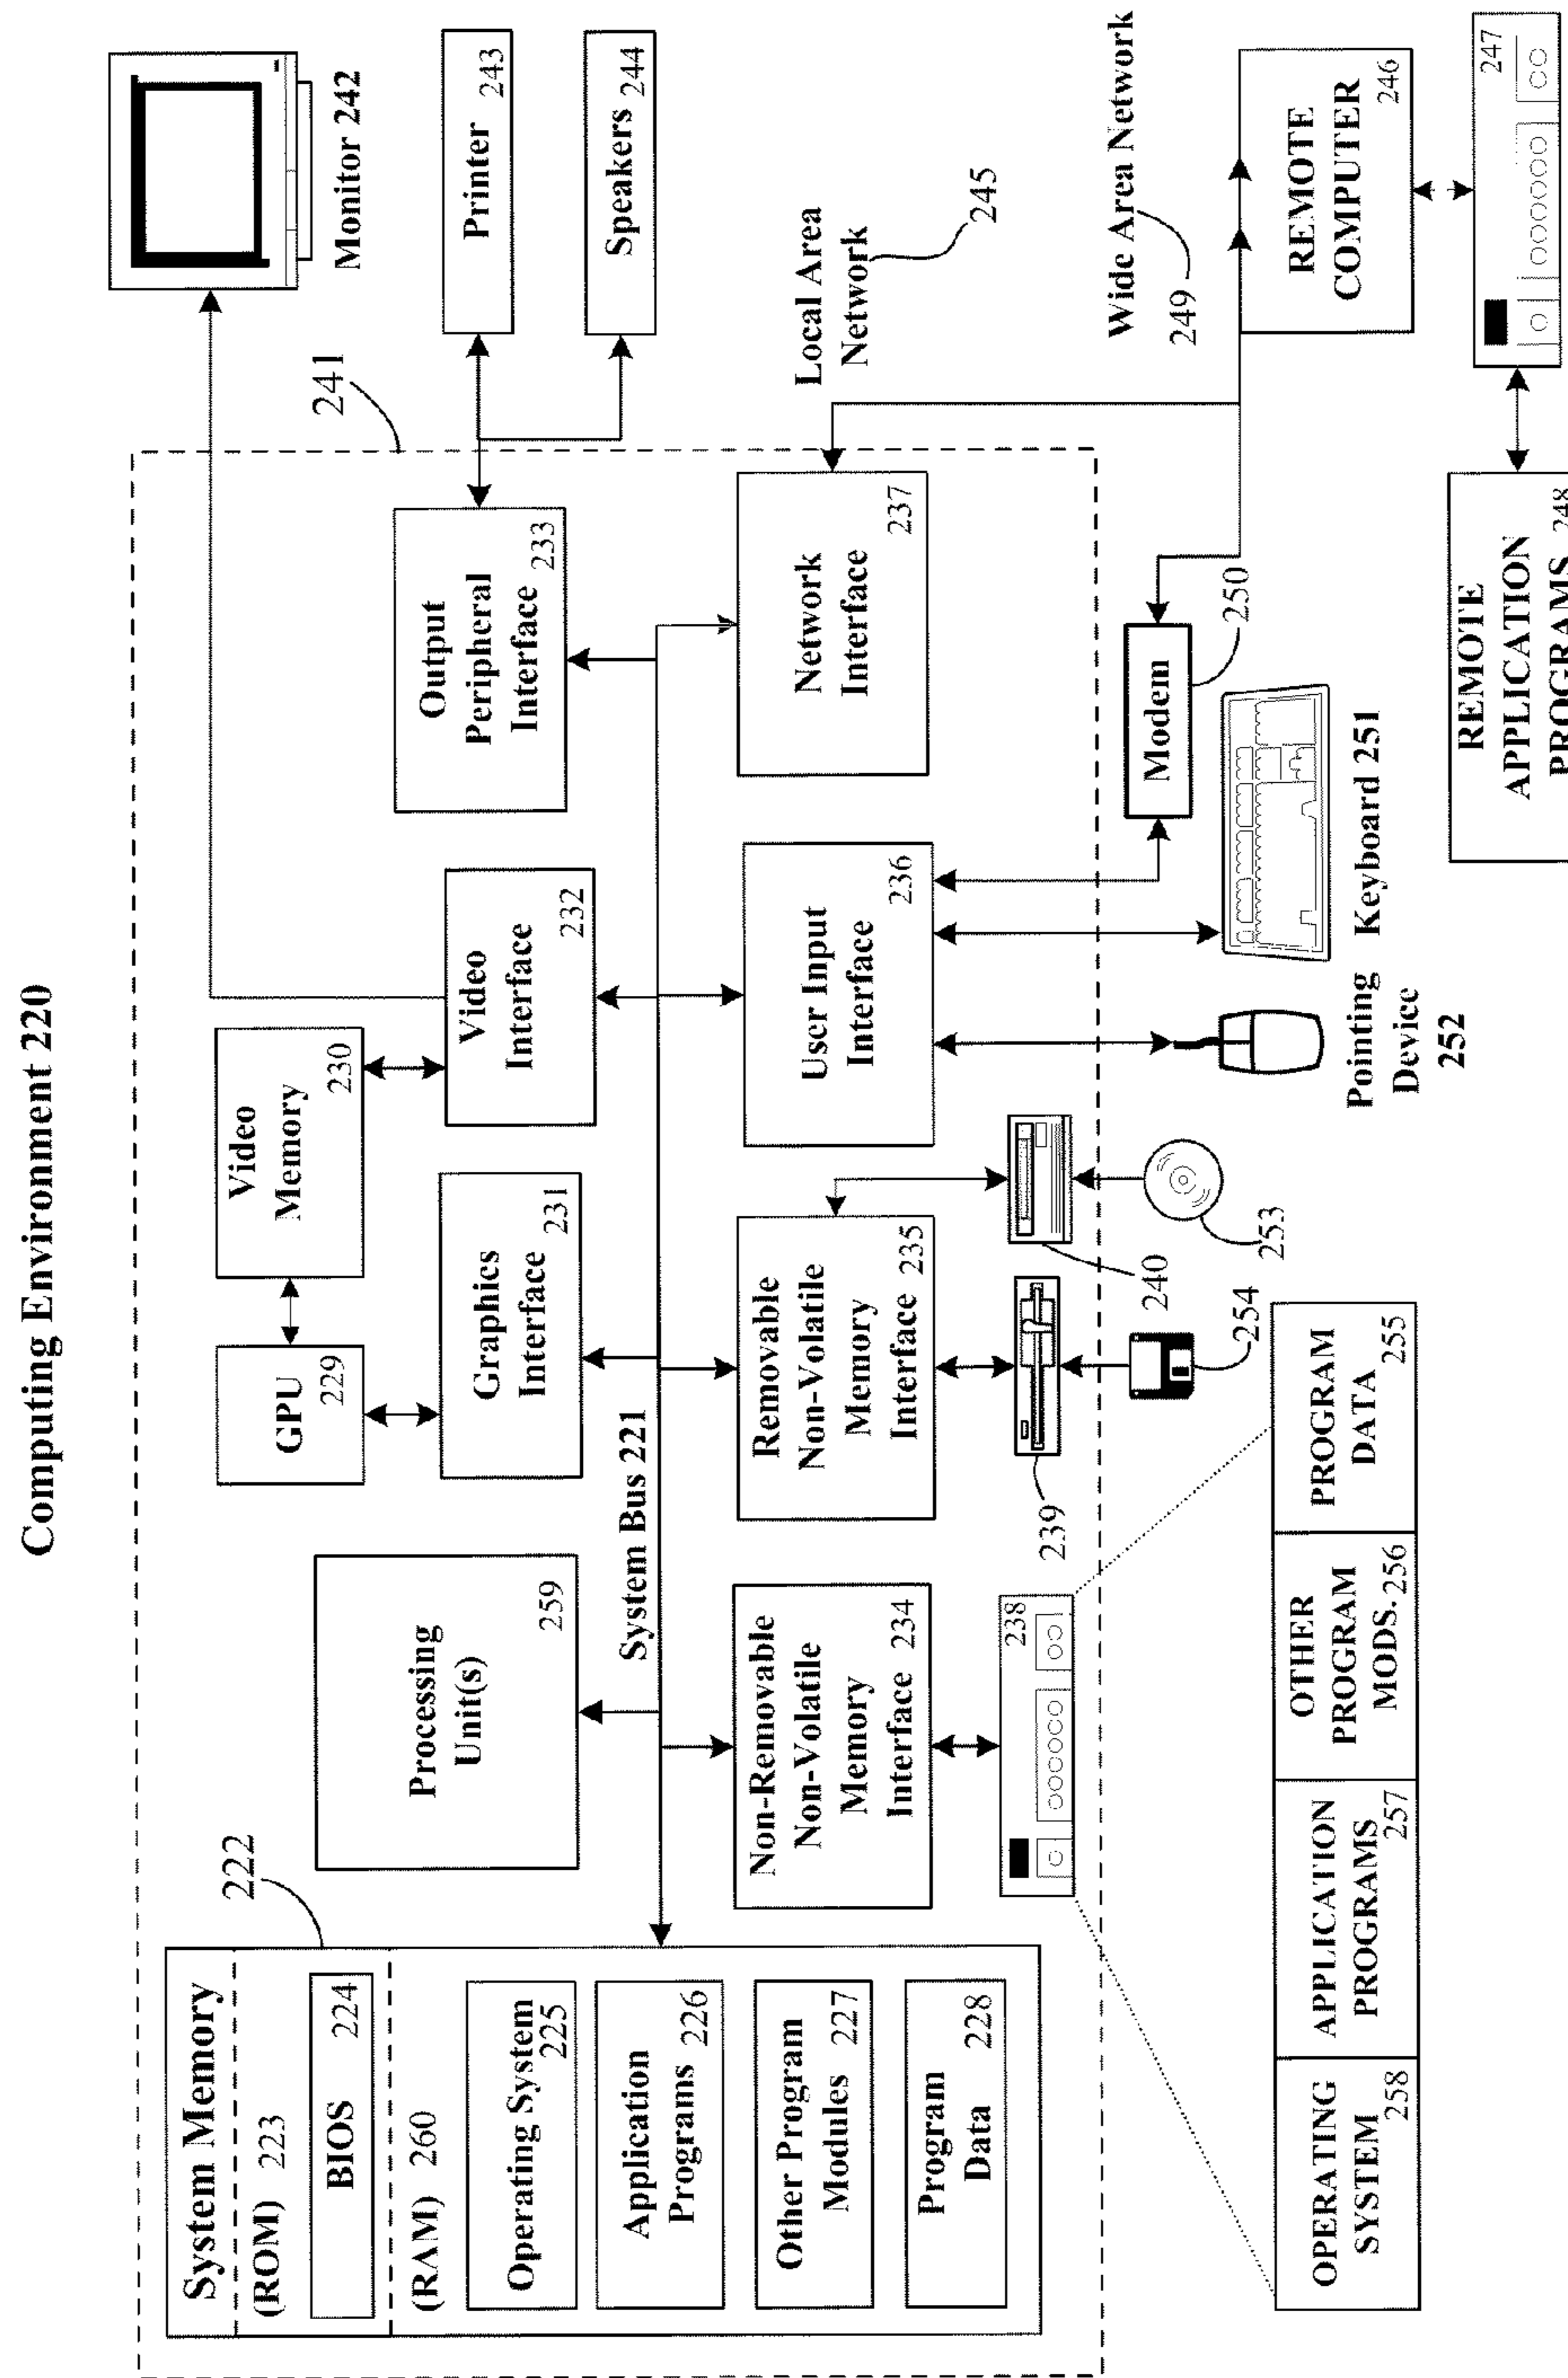 Computing Environment 220
System Memory
(ROM) 223
BIOS 224
(RAM) 260
Operating System
225
Application
Programs 226
Other Program
Modules 227
Program
Data 228
222
Processing
Unit(s)
259
System Bus 221
GPU
229
Video
Memory
230
Graphics
Interface
231
Video
Interface
232
Output
Peripheral
Interface 233
241
Monitor 242
Printer 243
Speakers 244
Non-Removable
Non-Volatile
Memory
Interface 234
Removable
Non-Volatile
Memory
Interface 235
User Input
Interface
236
Network
Interface
237
Local Area
Network
245
238
239
240
254
253
Pointing
Device
252
Keyboard 251
Modem
250
Wide Area Network
249
REMOTE
COMPUTER
246
247
REMOTE
APPLICATION
PROGRAMS 248
OPERATING
SYSTEM
258
APPLICATION
PROGRAMS
257
OTHER
PROGRAM
MODS. 256
PROGRAM
DATA
255